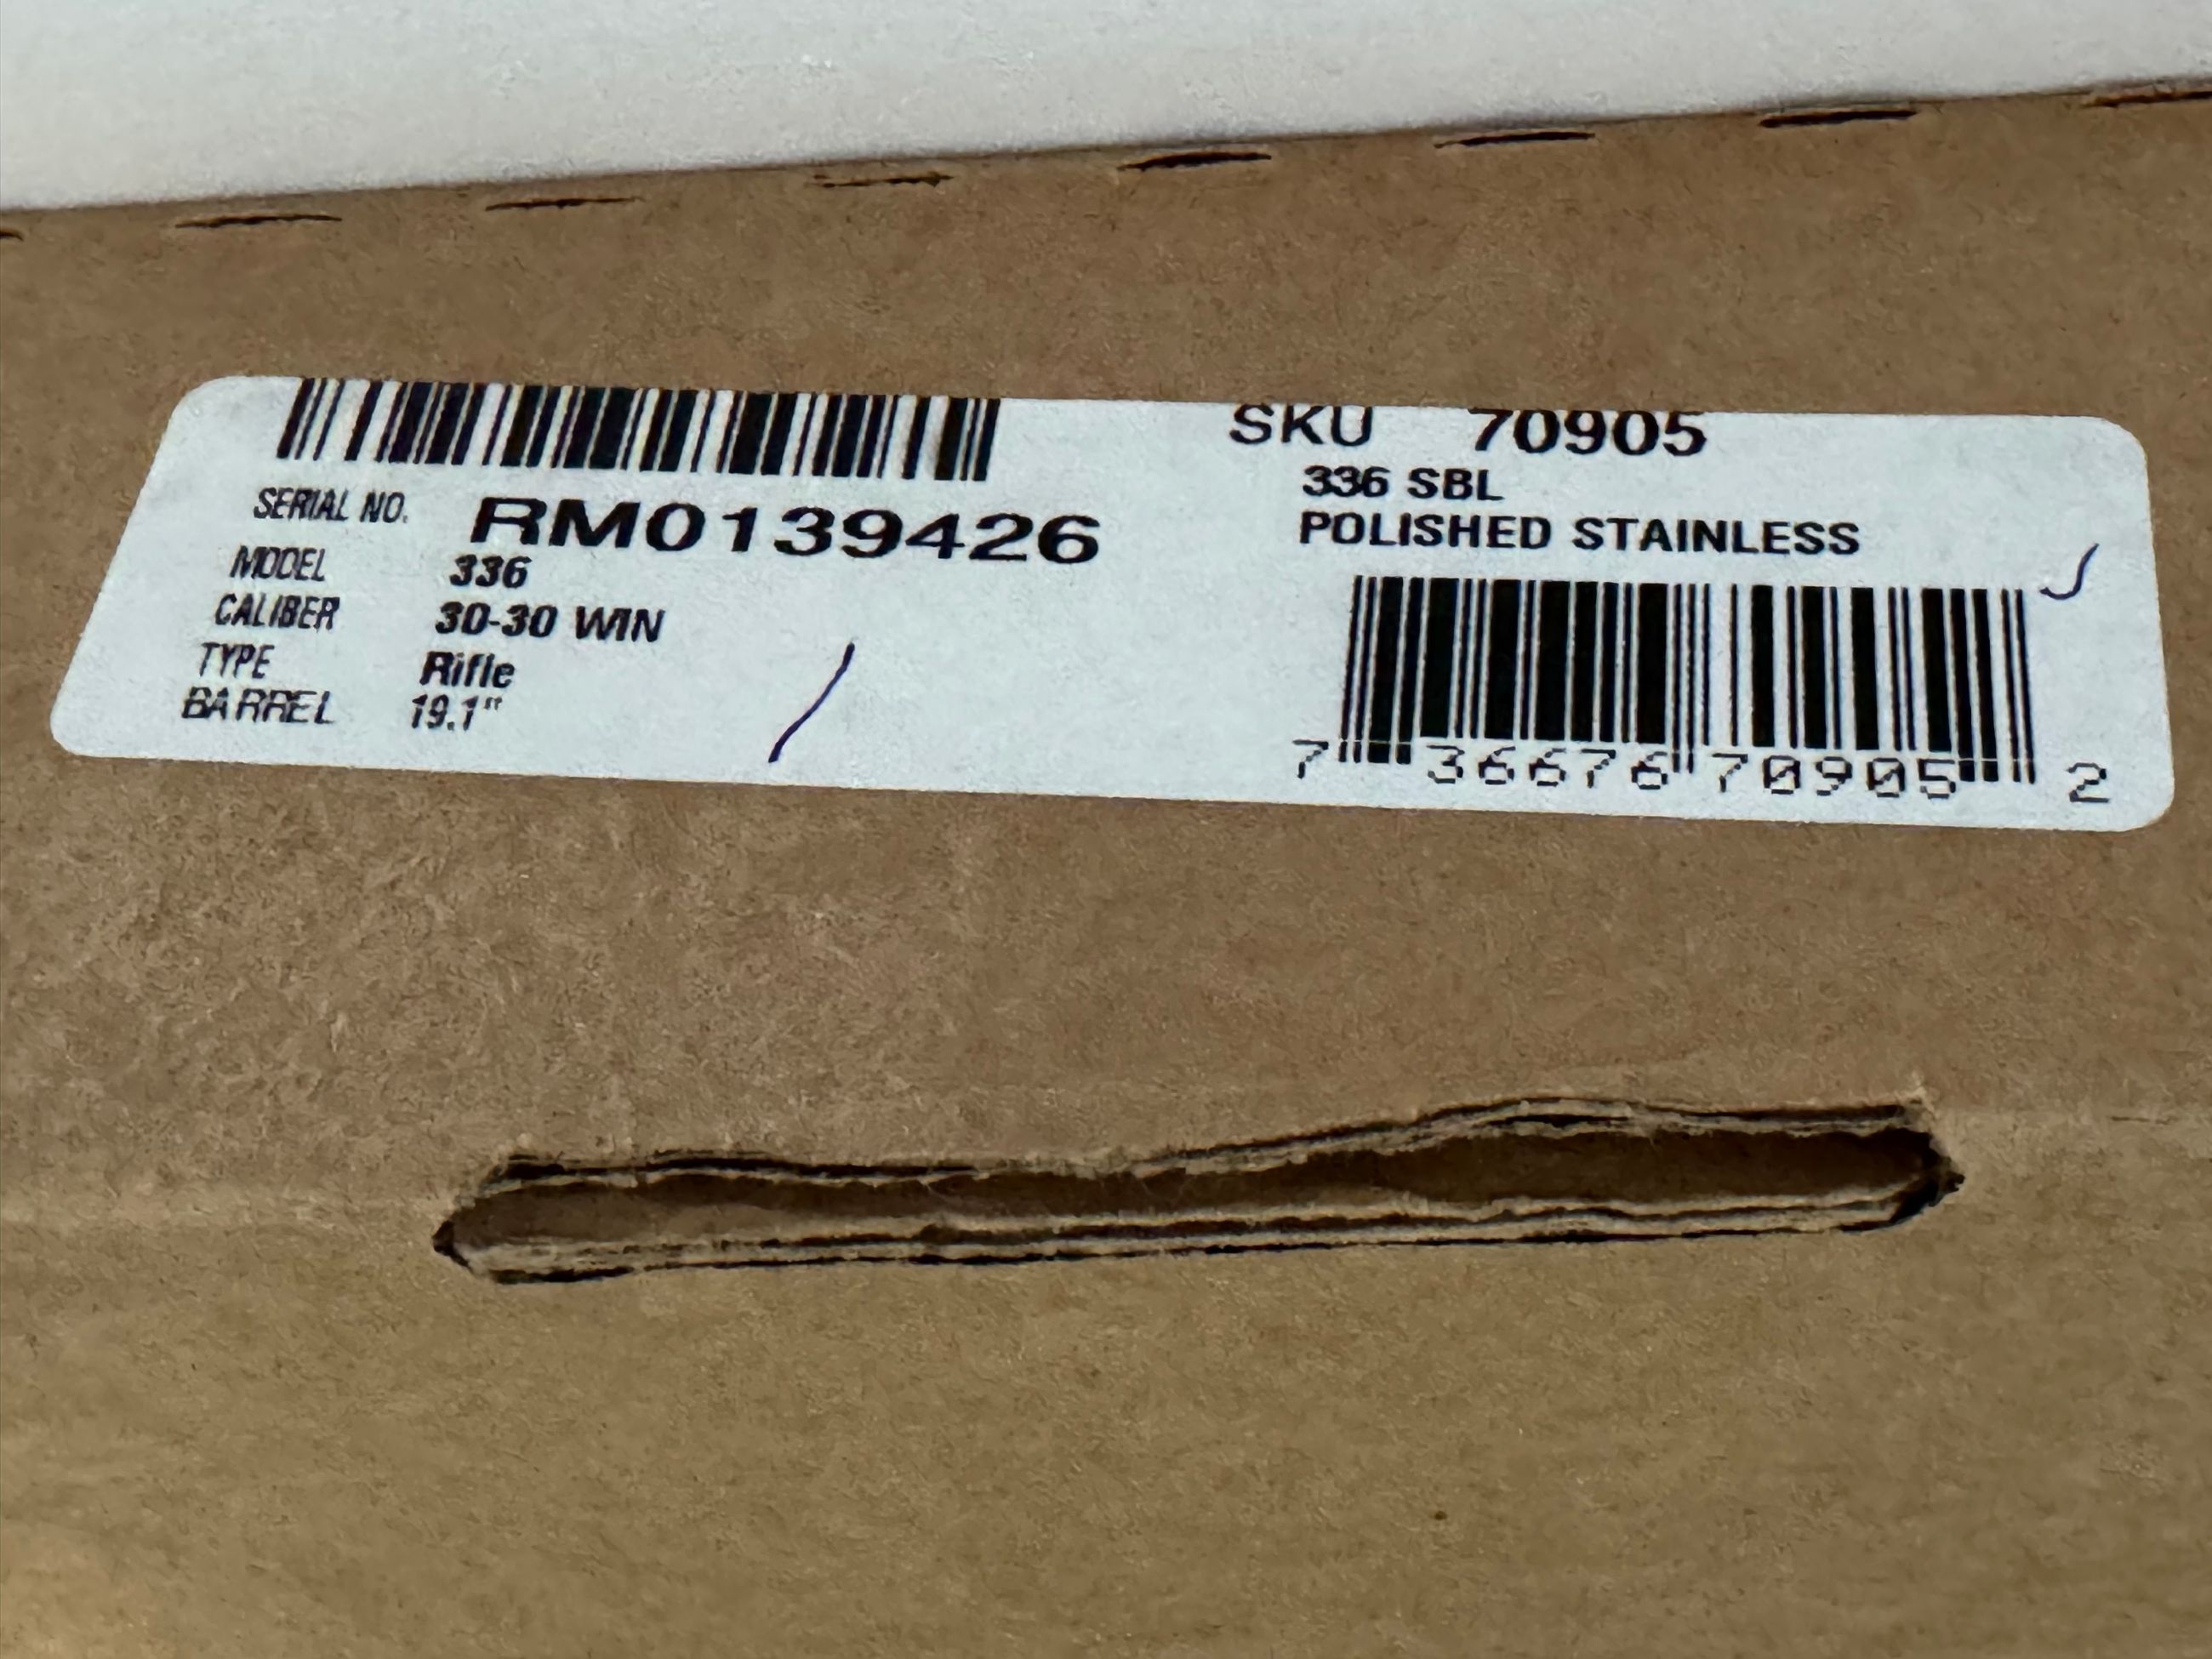 SERIAL NO. RM0139426
MODEL 336
CALIBER 30-30 WIN
TYPE Rifle
BARREL 19.1"
SKU 70905
336 SBL
POLISHED STAINLESS
7 36676 70905 2